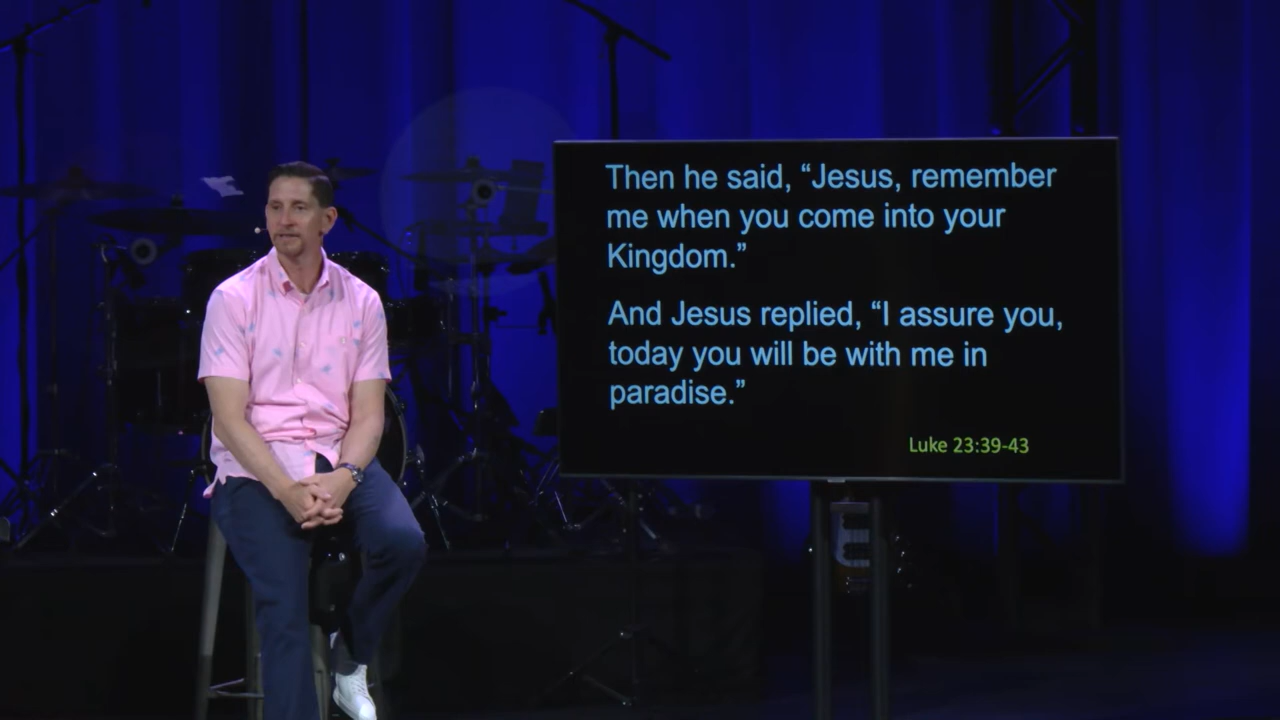 Then he said, “Jesus, remember
me when you come into your
Kingdom.”
And Jesus replied, “I assure you,
today you will be with me in
paradise.”
Luke 23:39-43